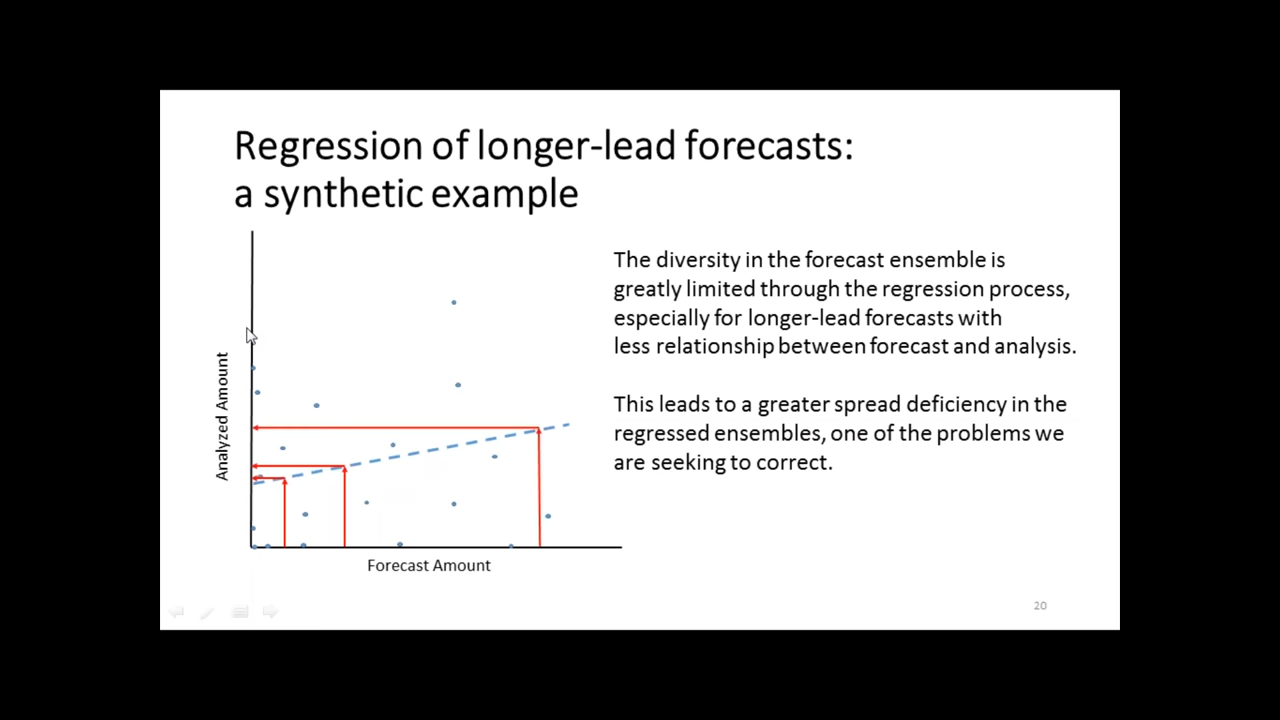 Regression of longer-lead forecasts:
a synthetic example
The diversity in the forecast ensemble is
greatly limited through the regression process,
especially for longer-lead forecasts with
less relationship between forecast and analysis.
This leads to a greater spread deficiency in the
regressed ensembles, one of the problems we
are seeking to correct.
Analyzed Amount
Forecast Amount
20